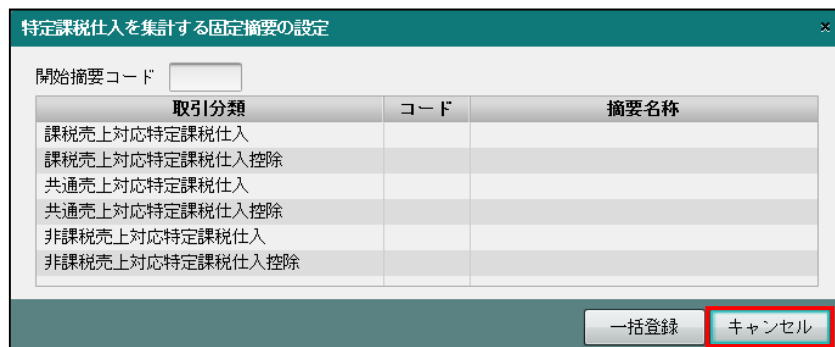 特定課税仕入を集計する固定摘要の設定
開始摘要コード
取引分類 コード 摘要名称
課税売上対応特定課税仕入
課税売上対応特定課税仕入控除
共通売上対応特定課税仕入
共通売上対応特定課税仕入控除
非課税売上対応特定課税仕入
非課税売上対応特定課税仕入控除
一括登録 キャンセル